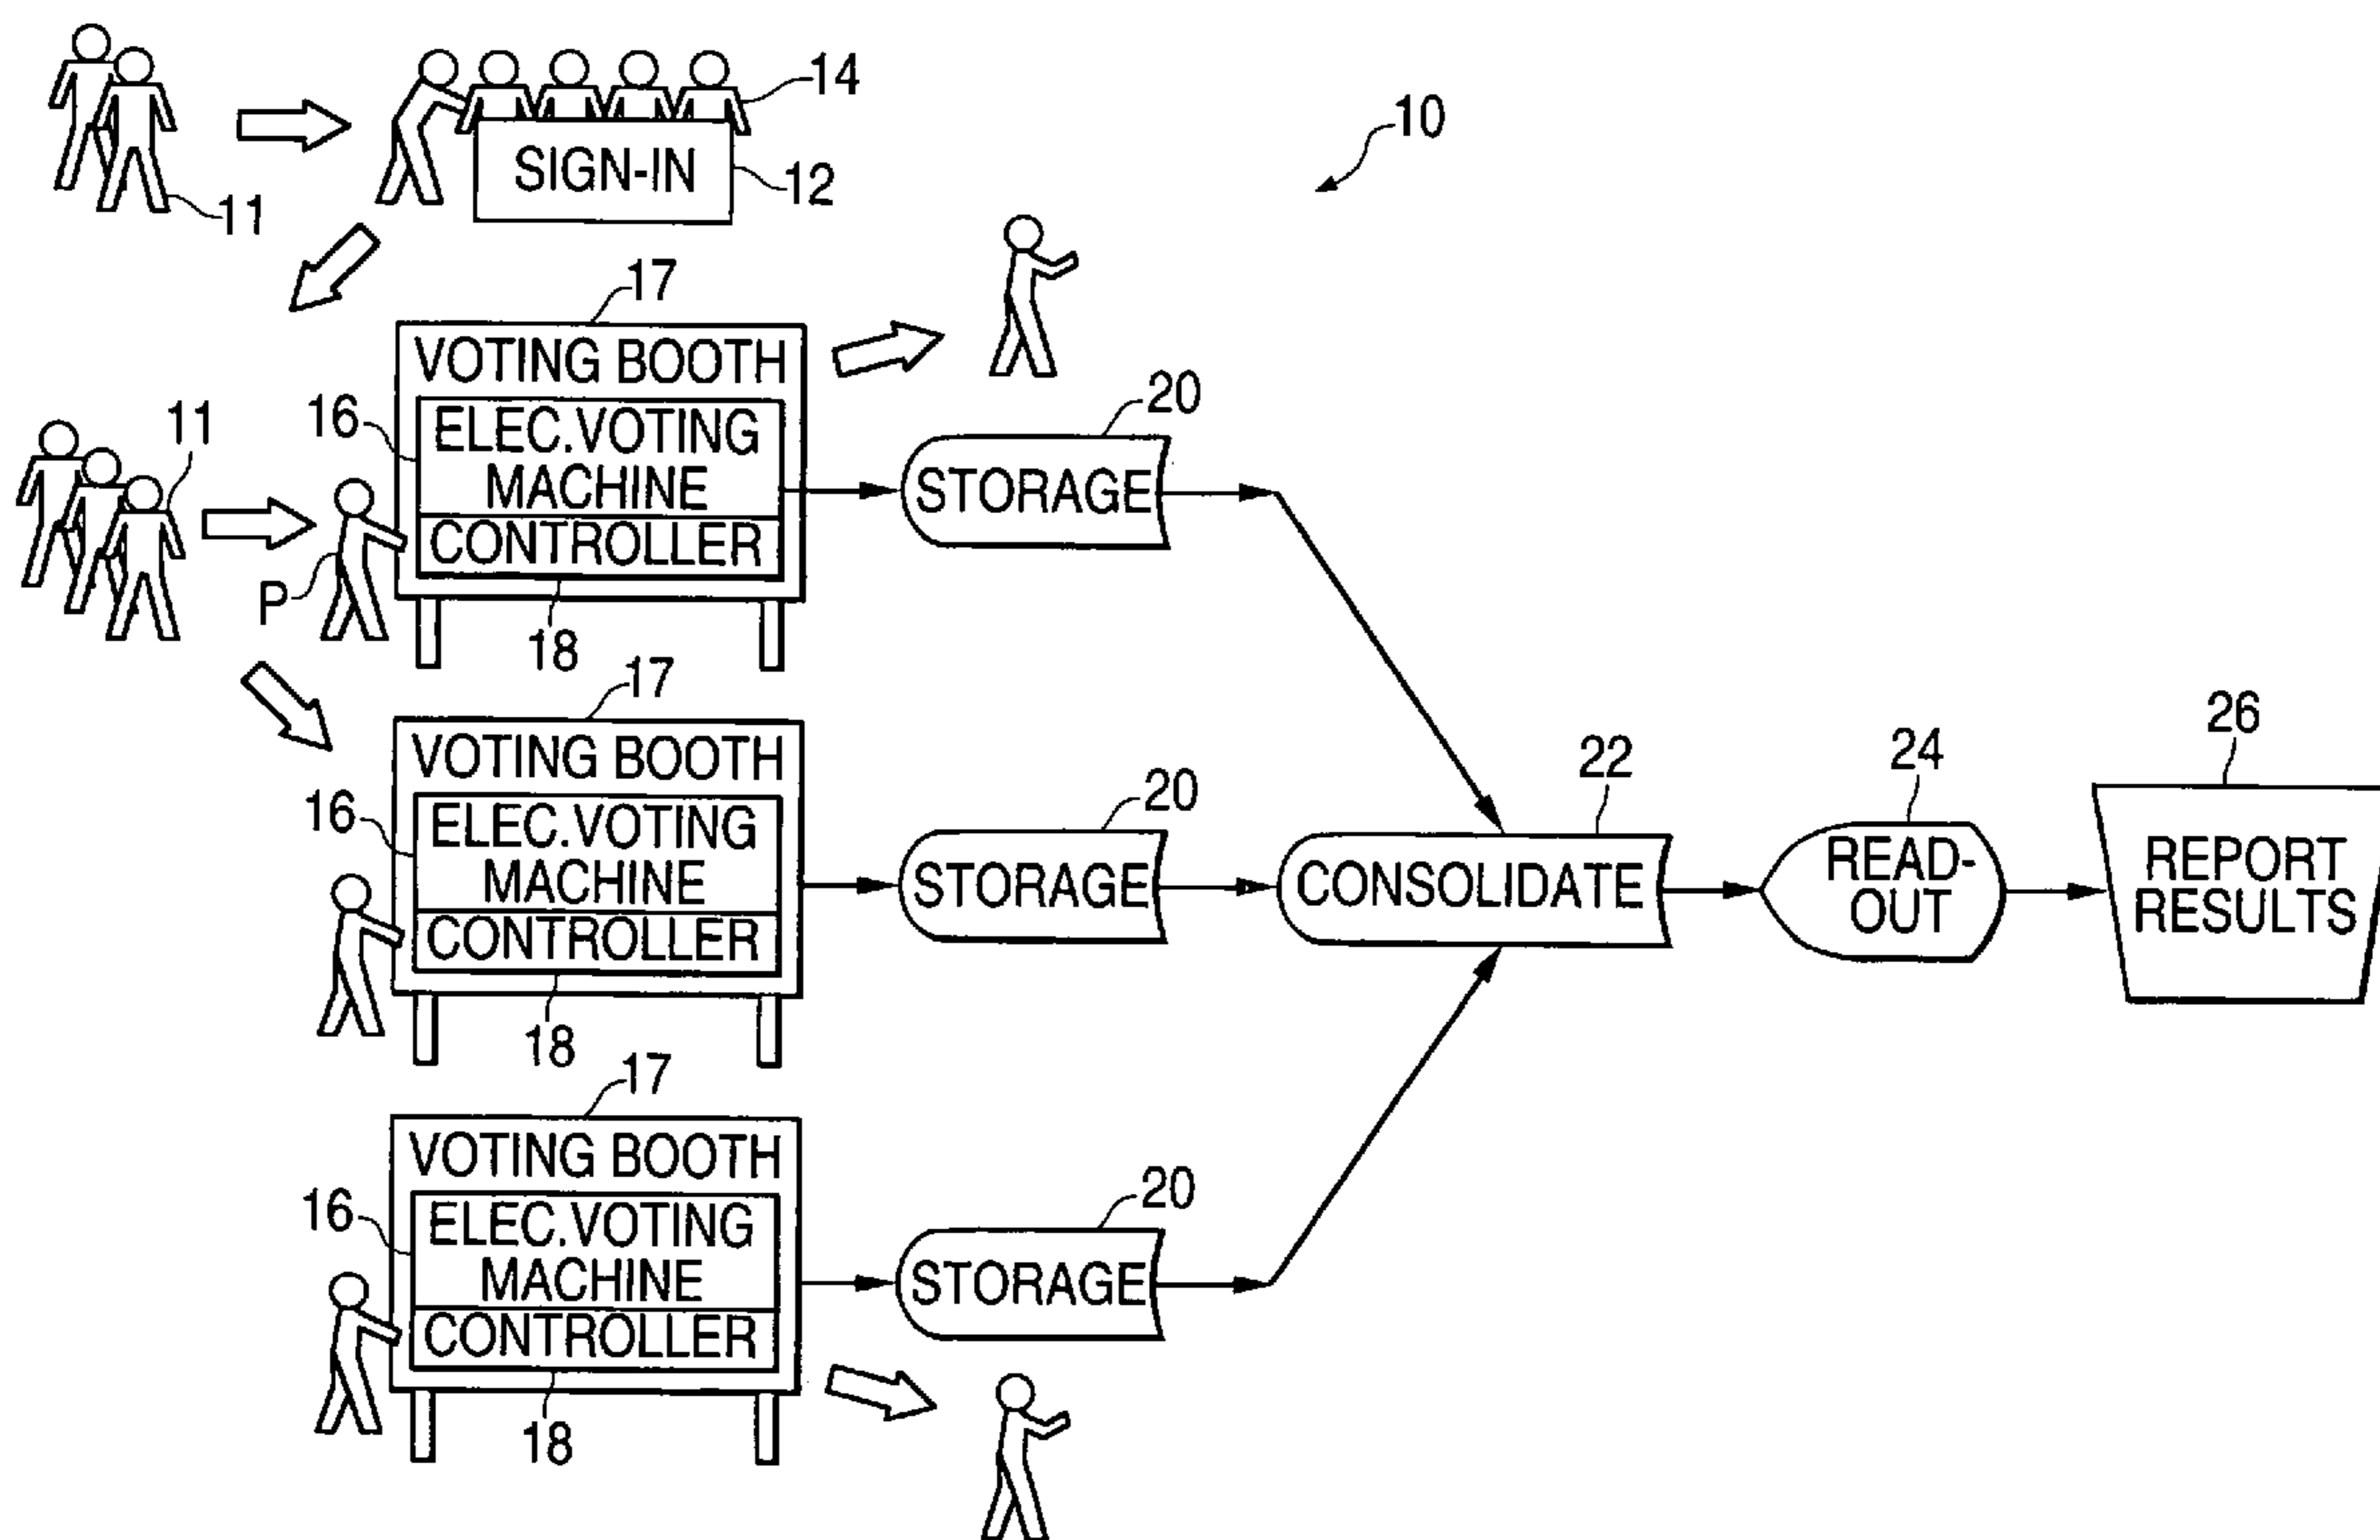 14
10
SIGN-IN
12
11
17
VOTING BOOTH
20
16
ELEC.VOTING
MACHINE
STORAGE
CONTROLLER
11
P
18
17
VOTING BOOTH
26
24
22
20
16
ELEC.VOTING
MACHINE
CONTROLLER
STORAGE
CONSOLIDATE
READ-
OUT
REPORT
RESULTS
18
17
VOTING BOOTH
20
16
ELEC.VOTING
MACHINE
STORAGE
CONTROLLER
18